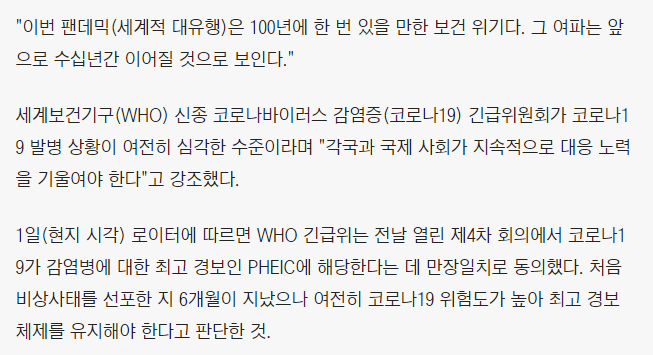 "이번 팬데믹(세계적 대유행)은 100년에 한 번 있을 만한 보건 위기다. 그 여파는 앞
으로 수십년간 이어질 것으로 보인다."
세계보건기구(WHO) 신종 코로나바이러스 감염증(코로나19) 긴급위원회가 코로나1
9 발병 상황이 여전히 심각한 수준이라며 "각국과 국제 사회가 지속적으로 대응 노력
을 기울여야 한다"고 강조했다.
1일(현지 시각) 로이터에 따르면 WHO 긴급위는 전날 열린 제4차 회의에서 코로나1
9가 감염병에 대한 최고 경보인 PHEIC에 해당한다는 데 만장일치로 동의했다. 처음
비상사태를 선포한 지 6개월이 지났으나 여전히 코로나19 위험도가 높아 최고 경보
체제를 유지해야 한다고 판단한 것.